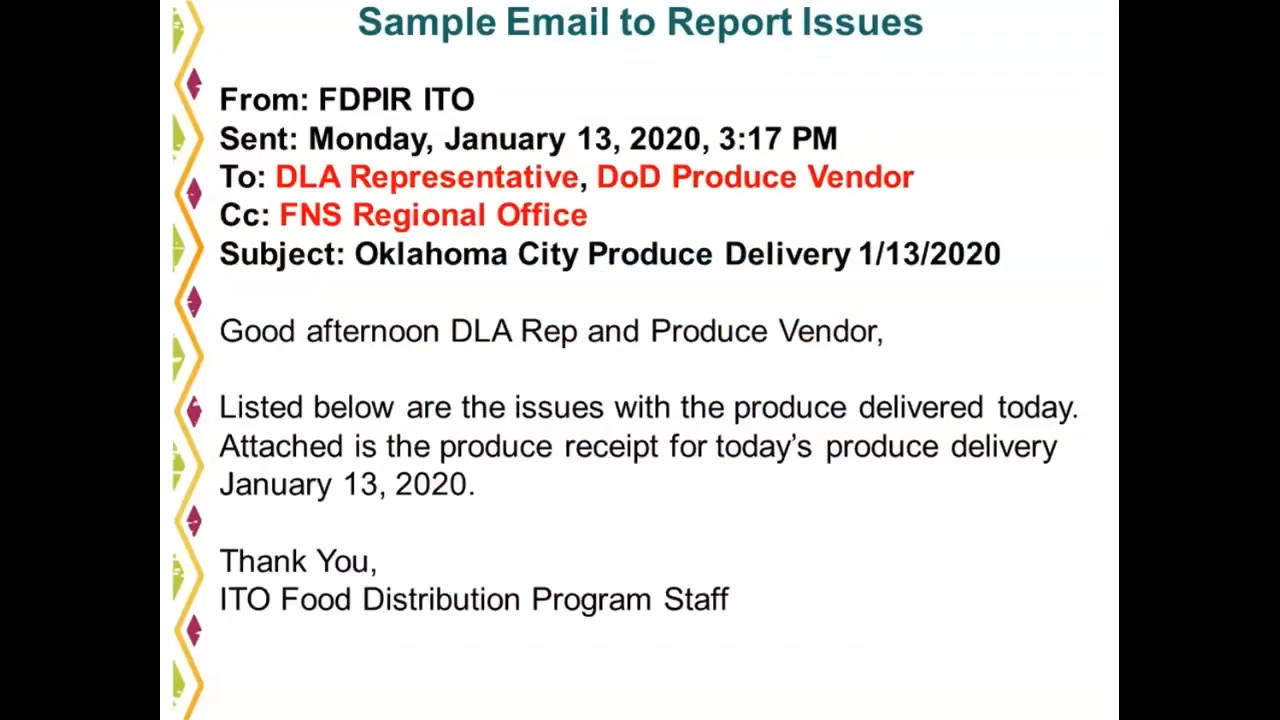 Sample Email to Report Issues
From: FDPIR ITO
Sent: Monday, January 13, 2020, 3:17 PM
To: DLA Representative, DoD Produce Vendor
Cc: FNS Regional Office
Subject: Oklahoma City Produce Delivery 1/13/2020
Good afternoon DLA Rep and Produce Vendor,
Listed below are the issues with the produce delivered today.
Attached is the produce receipt for today’s produce delivery
January 13, 2020.
Thank You,
ITO Food Distribution Program Staff